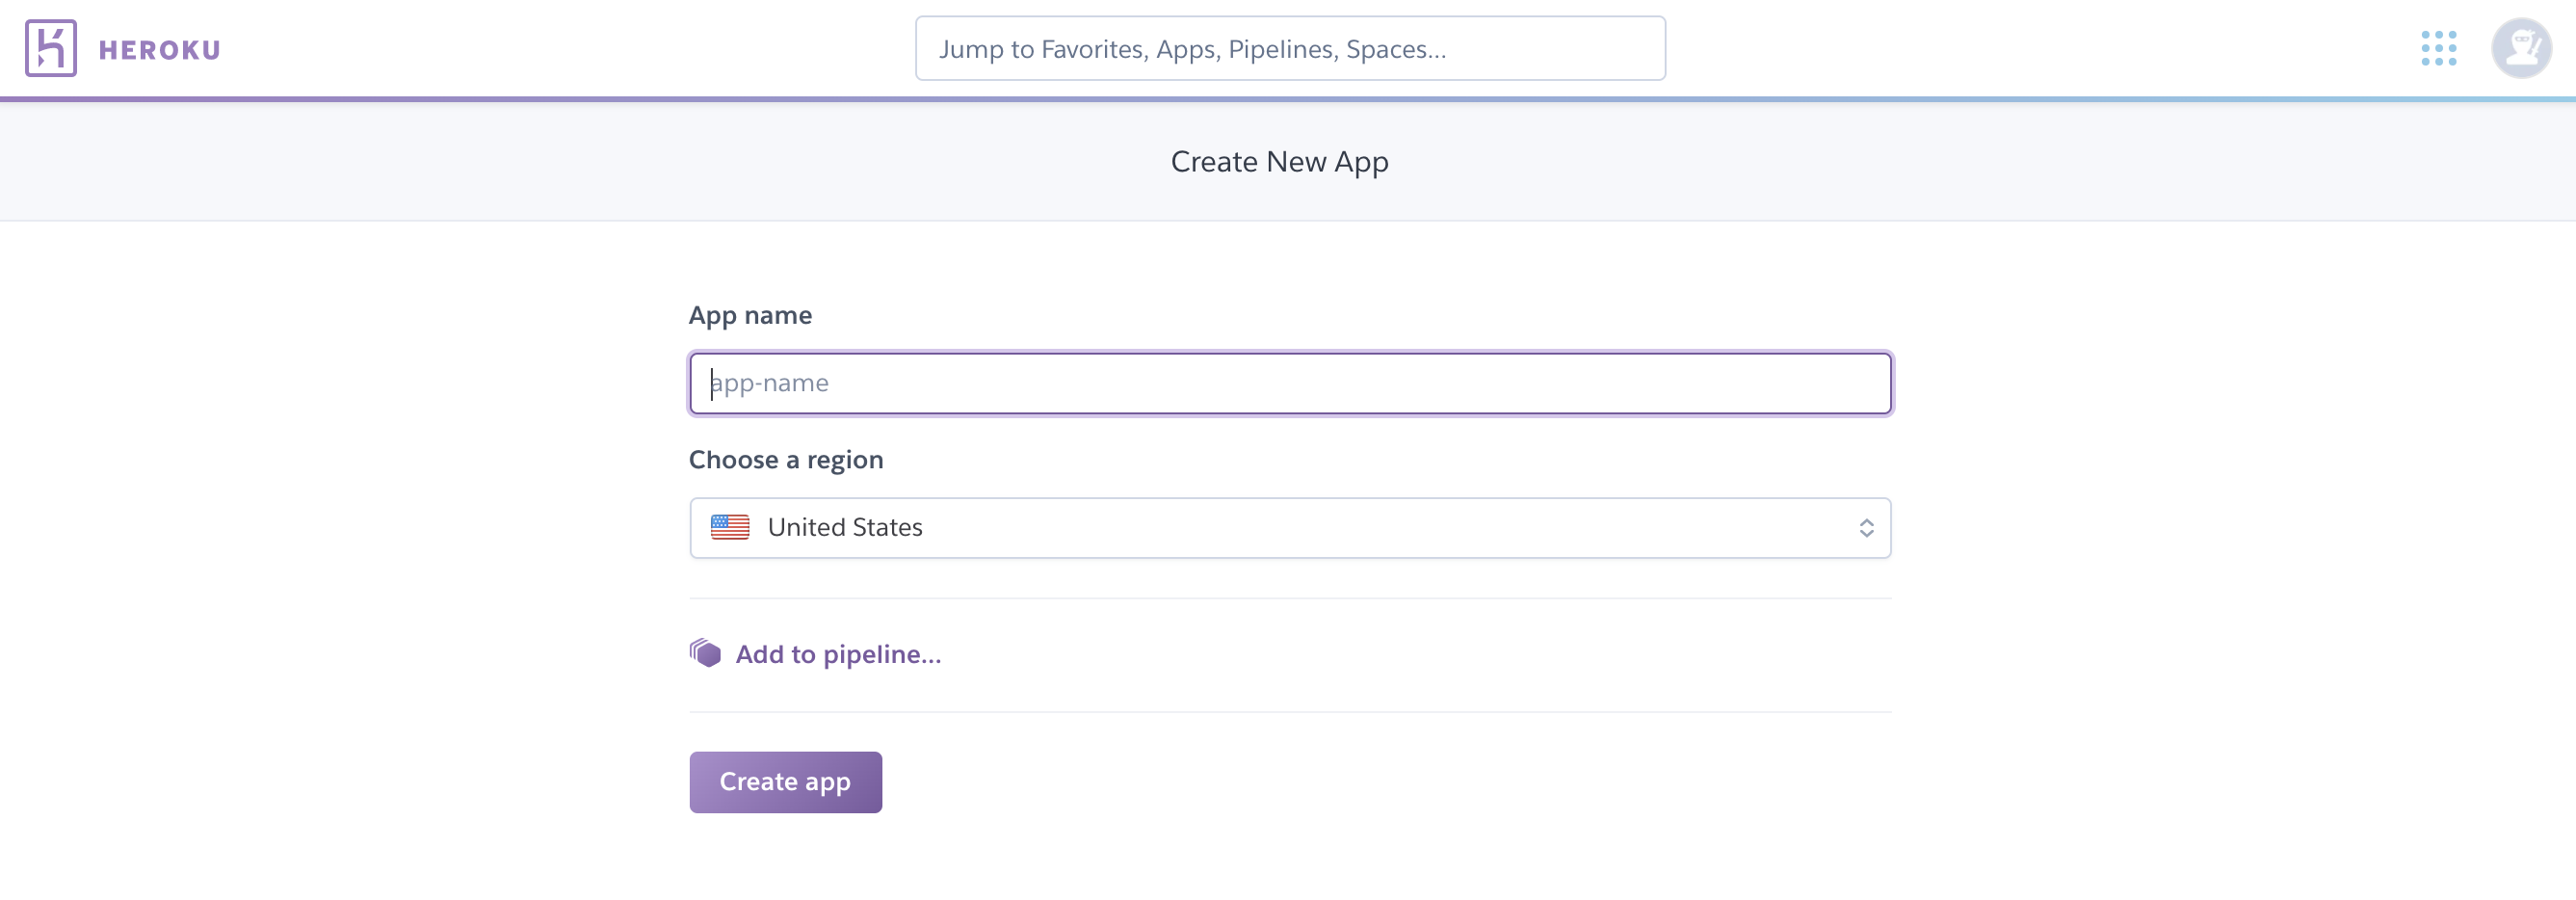 HEROKU
Jump to Favorites, Apps, Pipelines, Spaces...
Create New App
App name
app-name
Choose a region
United States
Add to pipeline...
Create app